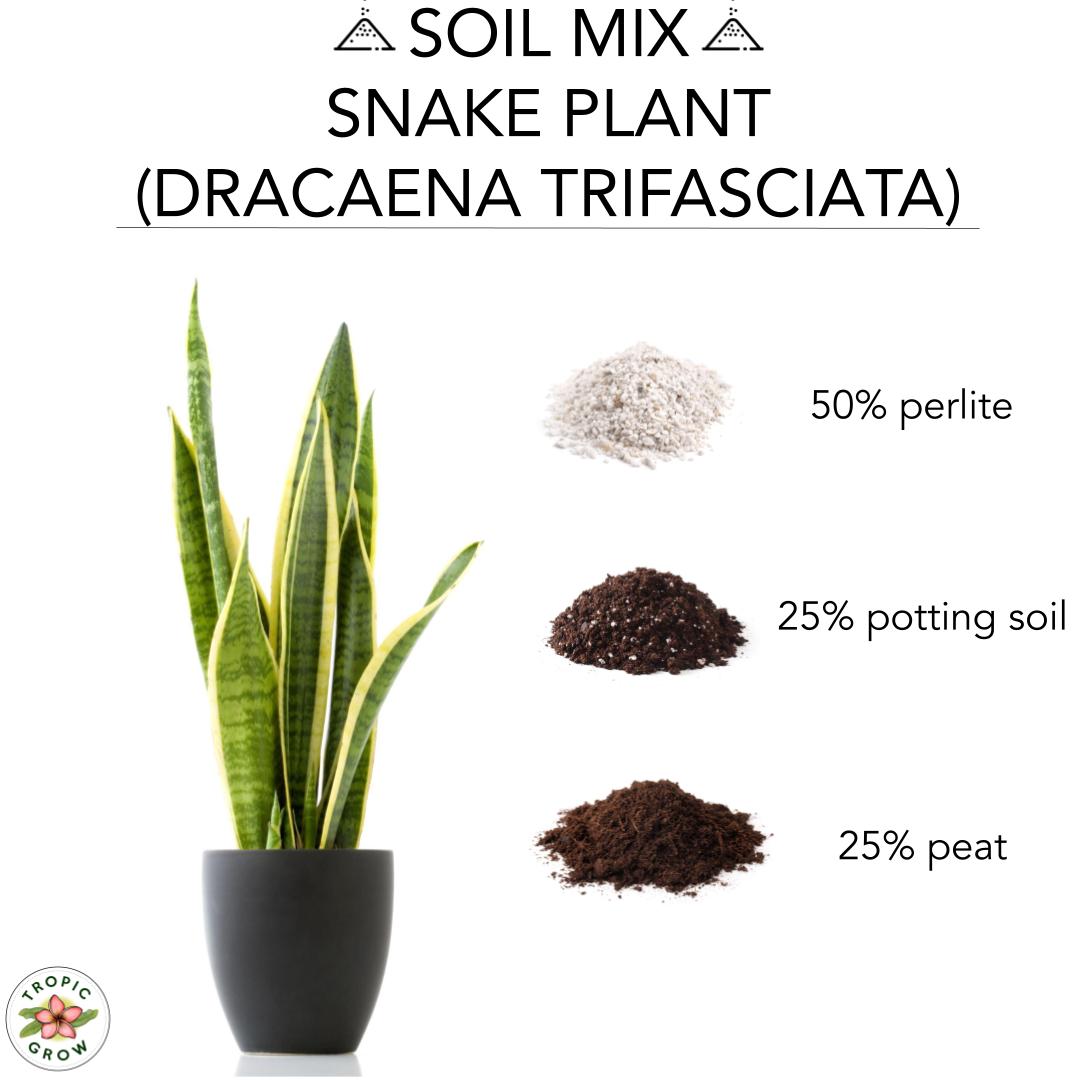 SOIL MIX
SNAKE PLANT
(DRACAENA TRIFASCIATA)
50% perlite
25% potting soil
25% peat
TROPIC
GROW